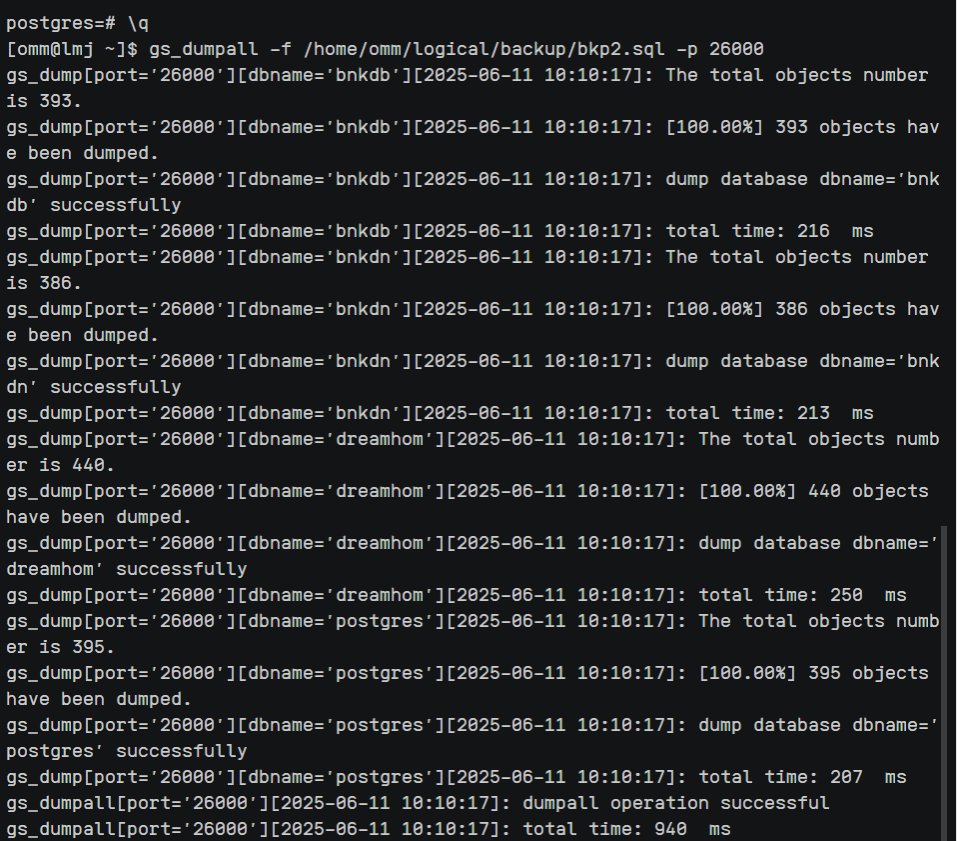 postgres=# \q
[omm@lmj ~]$ gs_dumpall -f /home/omm/logical/backup/bkp2.sql -p 26000
gs_dump[port='26000'][dbname='bnkdb'][2025-06-11 10:10:17]: The total objects number
is 393.
gs_dump[port='26000'][dbname='bnkdb'][2025-06-11 10:10:17]: [100.00%] 393 objects hav
e been dumped.
gs_dump[port='26000'][dbname='bnkdb'][2025-06-11 10:10:17]: dump database dbname='bnk
db' successfully
gs_dump[port='26000'][dbname='bnkdb'][2025-06-11 10:10:17]: total time: 216  ms
gs_dump[port='26000'][dbname='bnkdn'][2025-06-11 10:10:17]: The total objects number
is 386.
gs_dump[port='26000'][dbname='bnkdn'][2025-06-11 10:10:17]: [100.00%] 386 objects hav
e been dumped.
gs_dump[port='26000'][dbname='bnkdn'][2025-06-11 10:10:17]: dump database dbname='bnk
dn' successfully
gs_dump[port='26000'][dbname='bnkdn'][2025-06-11 10:10:17]: total time: 213  ms
gs_dump[port='26000'][dbname='dreamhom'][2025-06-11 10:10:17]: The total objects numb
er is 440.
gs_dump[port='26000'][dbname='dreamhom'][2025-06-11 10:10:17]: [100.00%] 440 objects
have been dumped.
gs_dump[port='26000'][dbname='dreamhom'][2025-06-11 10:10:17]: dump database dbname='
dreamhom' successfully
gs_dump[port='26000'][dbname='dreamhom'][2025-06-11 10:10:17]: total time: 250  ms
gs_dump[port='26000'][dbname='postgres'][2025-06-11 10:10:17]: The total objects numb
er is 395.
gs_dump[port='26000'][dbname='postgres'][2025-06-11 10:10:17]: [100.00%] 395 objects
have been dumped.
gs_dump[port='26000'][dbname='postgres'][2025-06-11 10:10:17]: dump database dbname='
postgres' successfully
gs_dump[port='26000'][dbname='postgres'][2025-06-11 10:10:17]: total time: 207  ms
gs_dumpall[port='26000'][2025-06-11 10:10:17]: dumpall operation successful
gs_dumpall[port='26000'][2025-06-11 10:10:17]: total time: 940  ms